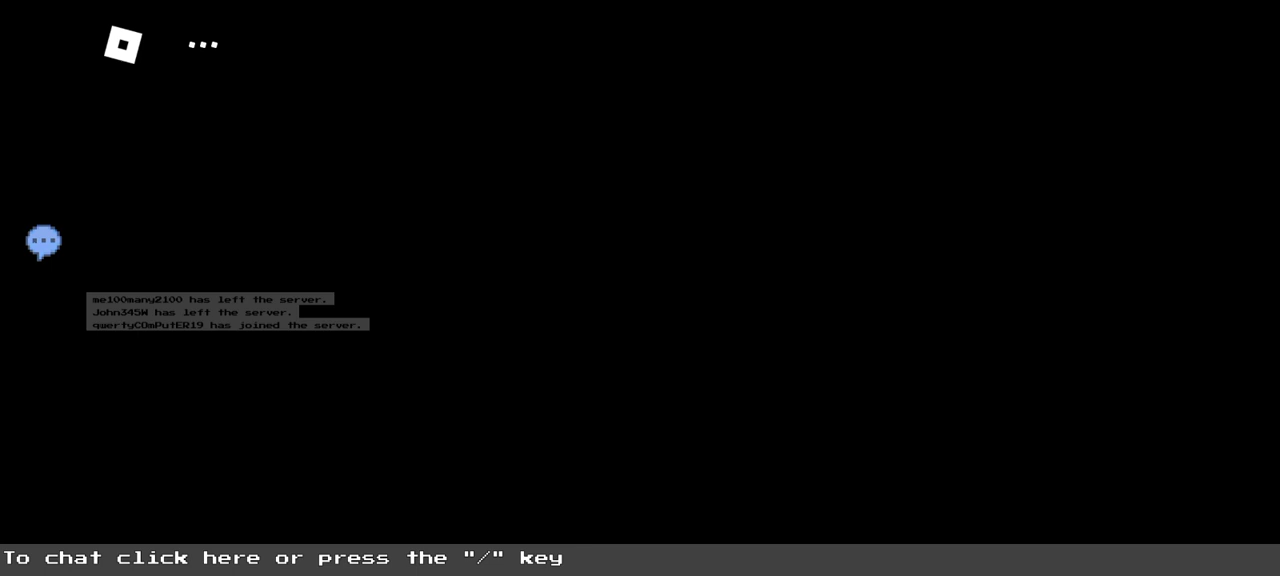 ...
me100many2100 has left the server.
John345W has left the server.
qwertyCOmPutER19 has joined the server.
To chat click here or press the "/" key